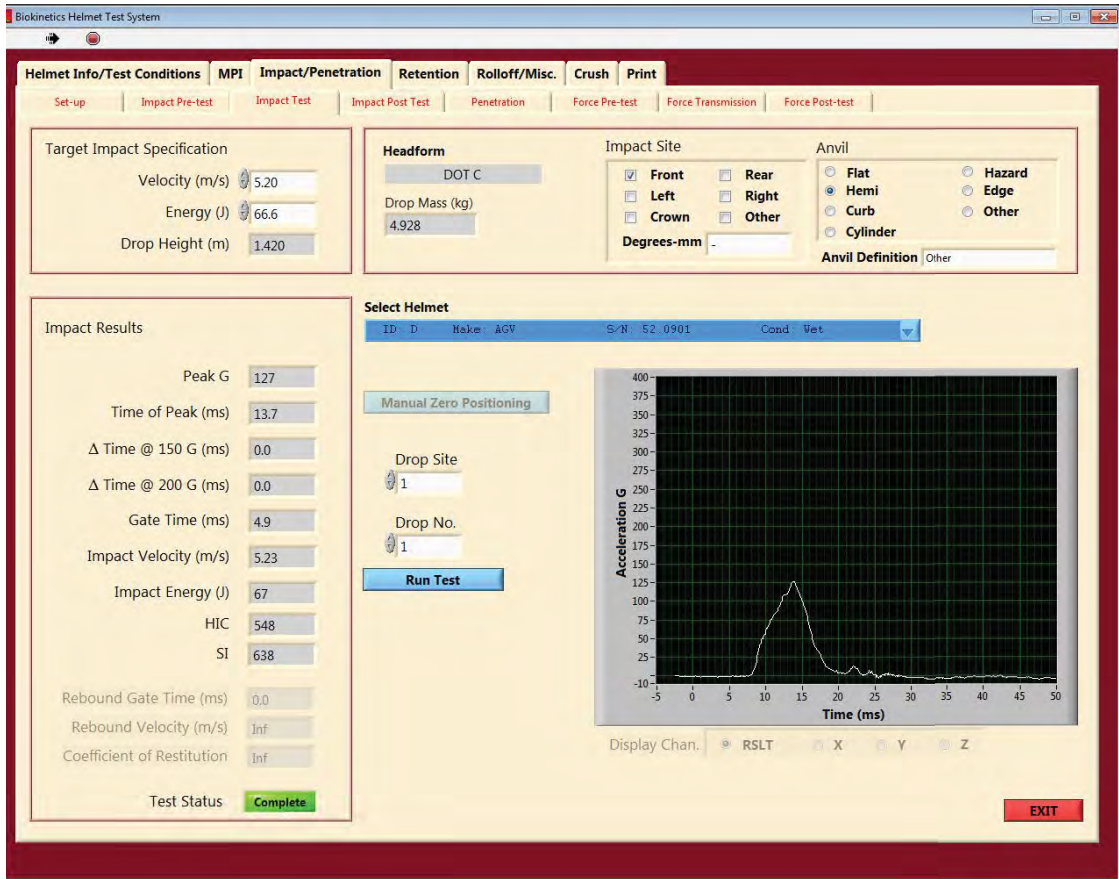 Biokinetics Helmet Test System
Helmet Info/Test Conditions MPI Impact/Penetration Retention Rolloff/Misc. Crush Print
Set-up Impact Pre-test Impact Test Impact Post Test Penetration Force Pre-test Force Transmission Force Post-test
Target Impact Specification
Velocity (m/s) 5.20
Energy (J) 66.6
Drop Height (m) 1.420
Headform
DOT C
Drop Mass (kg)
4.928
Impact Site
Front Rear
Left Right
Crown Other
Degrees-mm -
Anvil
Flat Hazard
Hemi Edge
Curb Other
Cylinder
Anvil Definition Other
Impact Results
Peak G 127
Time of Peak (ms) 13.7
Δ Time @ 150 G (ms) 0.0
Δ Time @ 200 G (ms) 0.0
Gate Time (ms) 4.9
Impact Velocity (m/s) 5.23
Impact Energy (J) 67
HIC 548
SI 638
Rebound Gate Time (ms) 0.0
Rebound Velocity (m/s) Inf
Coefficient of Restitution Inf
Test Status Complete
Select Helmet
ID: D Make: AGV S/N: 52 0901 Cond: Wet
Manual Zero Positioning
Drop Site
1
Drop No.
1
Run Test
Acceleration G
400
375
350
325
300
275
250
225
200
175
150
125
100
75
50
25
-10
-5 0 5 10 15 20 25 30 35 40 45 50
Time (ms)
Display Chan. RSLT X Y Z
EXIT